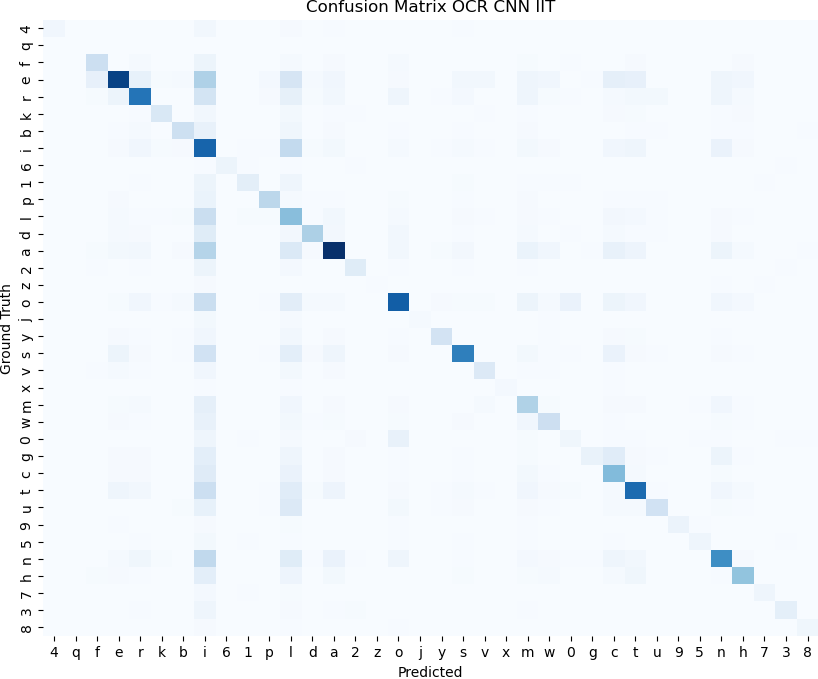 Confusion Matrix OCR CNN IIT
Ground Truth
4
q
f
e
r
k
b
i
6
1
p
l
d
a
2
z
o
j
y
s
v
x
m
w
0
g
c
t
u
9
5
n
h
7
3
8
4 q f e r k b i 6 1 p l d a 2 z o j y s v x m w 0 g c t u 9 5 n h 7 3 8
Predicted